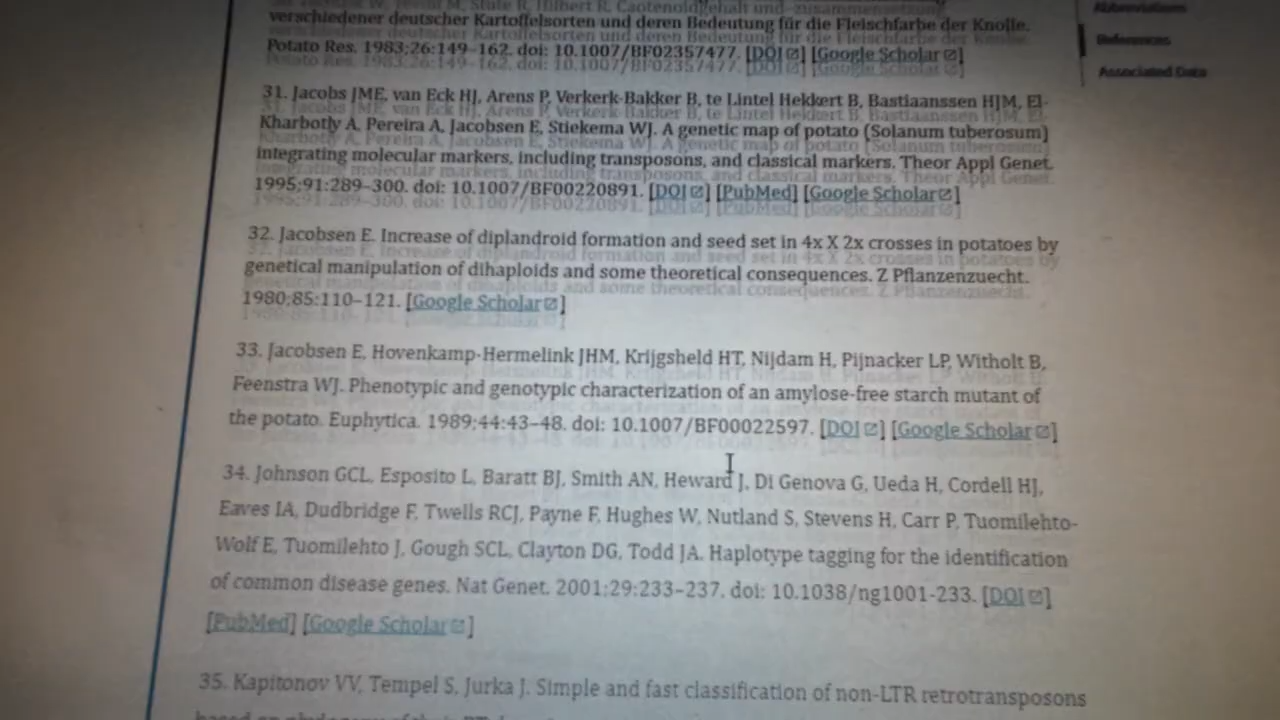 verschiedener deutscher Kartoffelsorten und deren Bedeutung für die Fleischfarbe der Knolle.
Potato Res. 1983;26:149–162. doi: 10.1007/BF02357477. [DOI] [Google Scholar]
31. Jacobs JME, van Eck HJ, Arens P, Verkerk-Bakker B, te Lintel Hekkert B, Bastiaanssen HJM, El-
Kharbotly A, Pereira A, Jacobsen E, Stiekema WJ. A genetic map of potato (Solanum tuberosum)
integrating molecular markers, including transposons, and classical markers. Theor Appl Genet.
1995;91:289–300. doi: 10.1007/BF00220891. [DOI] [PubMed] [Google Scholar]
32. Jacobsen E. Increase of diplandroid formation and seed set in 4x X 2x crosses in potatoes by
genetical manipulation of dihaploids and some theoretical consequences. Z Pflanzenzuecht.
1980;85:110–121. [Google Scholar]
33. Jacobsen E, Hovenkamp-Hermelink JHM, Krijgsheld HT, Nijdam H, Pijnacker LP, Witholt B,
Feenstra WJ. Phenotypic and genotypic characterization of an amylose-free starch mutant of
the potato. Euphytica. 1989;44:43–48. doi: 10.1007/BF00022597. [DOI] [Google Scholar]
34. Johnson GCL, Esposito L, Baratt BJ, Smith AN, Heward J, Di Genova G, Ueda H, Cordell HJ,
Eaves IA, Dudbridge F, Twells RCJ, Payne F, Hughes W, Nutland S, Stevens H, Carr P, Tuomilehto-
Wolf E, Tuomilehto J, Gough SCL, Clayton DG, Todd JA. Haplotype tagging for the identification
of common disease genes. Nat Genet. 2001;29:233–237. doi: 10.1038/ng1001-233. [DOI]
[PubMed] [Google Scholar]
35. Kapitonov VV, Tempel S, Jurka J. Simple and fast classification of non-LTR retrotransposons
Abbreviations
References
Associated Data